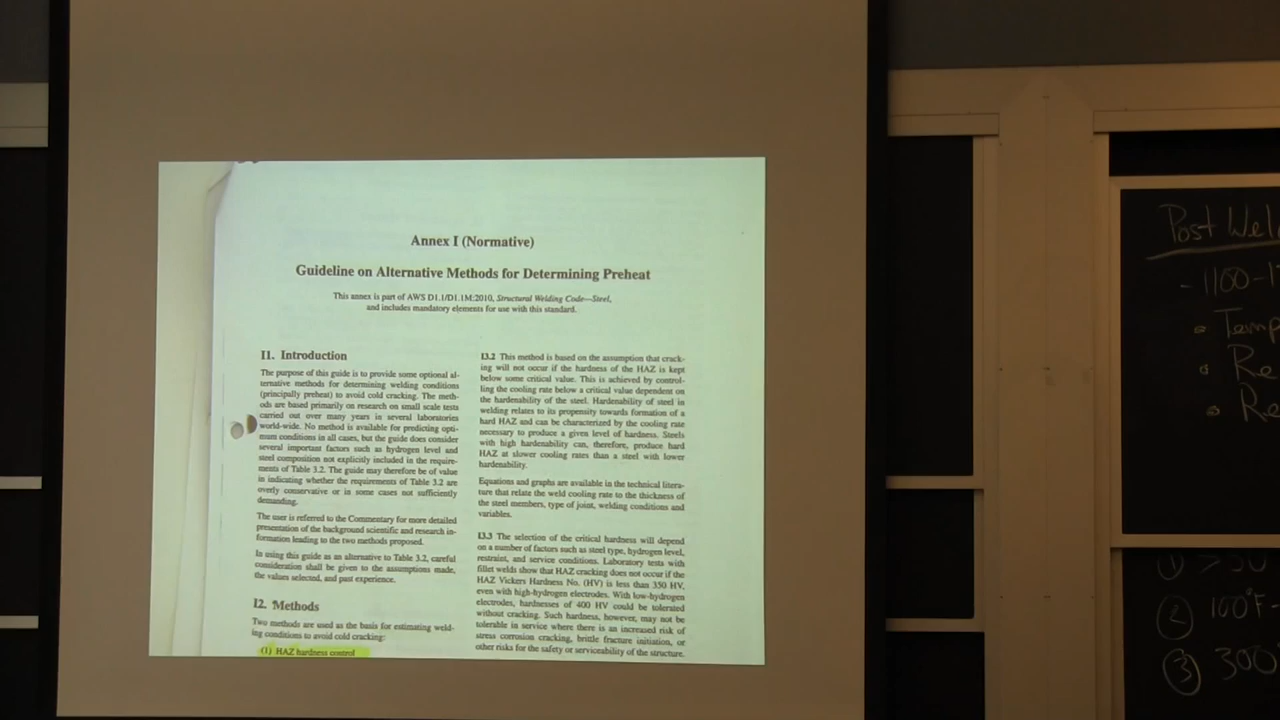 Annex I (Normative)
Guideline on Alternative Methods for Determining Preheat
This annex is part of AWS D1.1/D1.1M:2010, Structural Welding Code—Steel,
and includes mandatory elements for use with this standard.
I1. Introduction
The purpose of this guide is to provide some optional al-
ternative methods for determining welding conditions
(principally preheat) to avoid cold cracking. The meth-
ods are based primarily on research on small scale tests
carried out over many years in several laboratories
world-wide. No method is available for predicting opti-
mum conditions in all cases, but the guide does consider
several important factors such as hydrogen level and
steel composition not explicitly included in the require-
ments of Table 3.2. The guide may therefore be of value
in indicating whether the requirements of Table 3.2 are
overly conservative or in some cases not sufficiently
demanding.
The user is referred to the Commentary for more detailed
presentation of the background scientific and research in-
formation leading to the two methods proposed.
In using this guide as an alternative to Table 3.2, careful
consideration shall be given to the assumptions made,
the values selected, and past experience.
I2. Methods
Two methods are used as the basis for estimating weld-
ing conditions to avoid cold cracking:
(1) HAZ hardness control
I3.2 This method is based on the assumption that crack-
ing will not occur if the hardness of the HAZ is kept
below some critical value. This is achieved by control-
ling the cooling rate below a critical value dependent on
the hardenability of the steel. Hardenability of steel in
welding relates to its propensity towards formation of a
hard HAZ and can be characterized by the cooling rate
necessary to produce a given level of hardness. Steels
with high hardenability can, therefore, produce hard
HAZ at slower cooling rates than a steel with lower
hardenability.
Equations and graphs are available in the technical litera-
ture that relate the weld cooling rate to the thickness of
the steel members, type of joint, welding conditions and
variables.
I3.3 The selection of the critical hardness will depend
on a number of factors such as steel type, hydrogen level,
restraint, and service conditions. Laboratory tests with
fillet welds show that HAZ cracking does not occur if the
HAZ Vickers Hardness No. (HV) is less than 350 HV,
even with high-hydrogen electrodes. With low-hydrogen
electrodes, hardnesses of 400 HV could be tolerated
without cracking. Such hardness, however, may not be
tolerable in service where there is an increased risk of
stress corrosion cracking, brittle fracture initiation, or
other risks for the safety or serviceability of the structure.
Post Wel
- 1100-1
Temp
Re
Re
② 100°F
③ 300